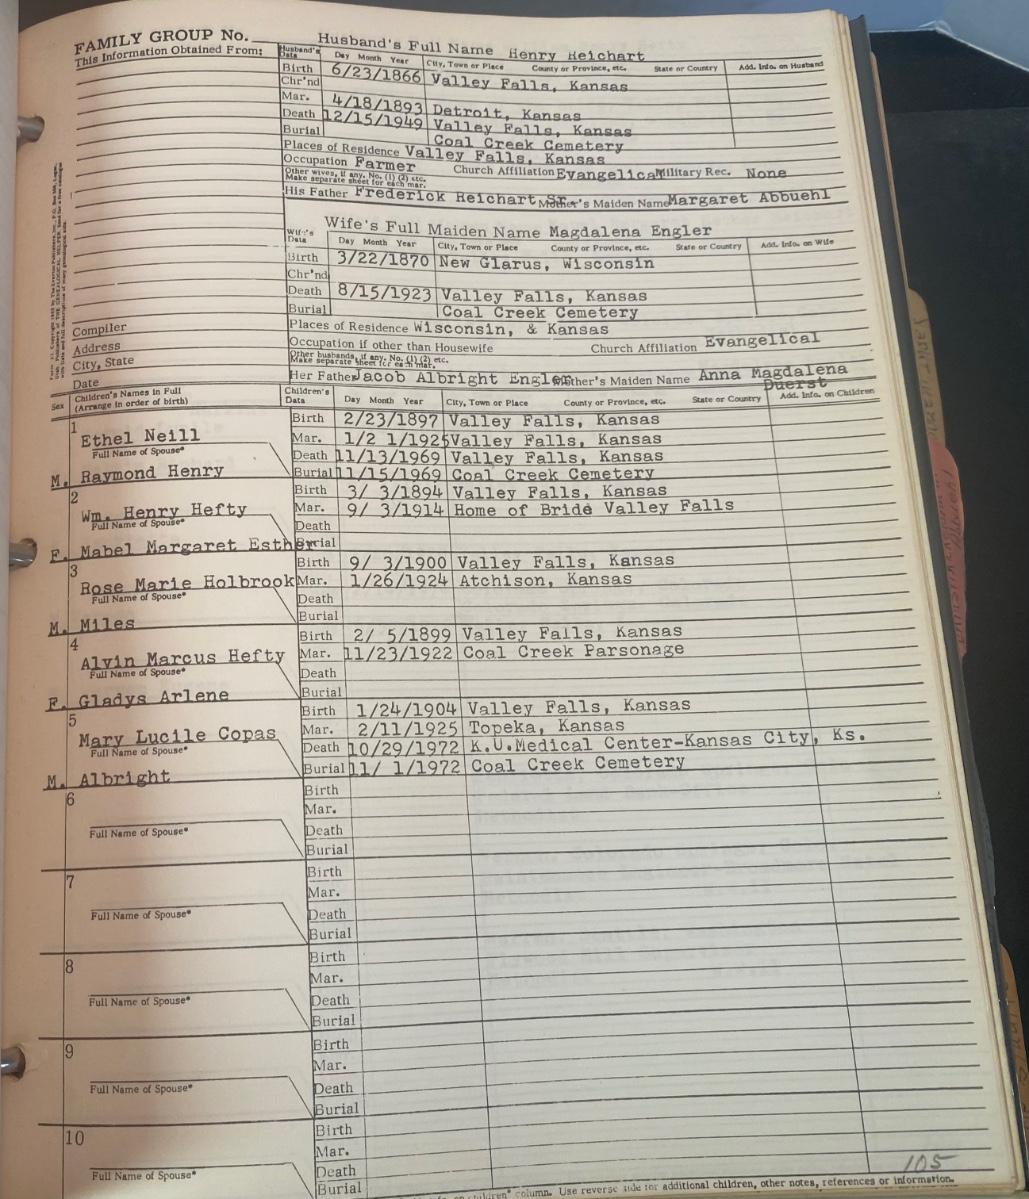 FAMILY GROUP No.
Husband's Full Name Henry Reichart
This Information Obtained From:
Husband's Data Day Month Year City, Town or Place County or Province, etc. State or Country Add. Info. on Husband
Birth 6/23/1866 Valley Falls, Kansas
Chr'nd
Mar. 4/18/1893 Detroit, Kansas
Death 12/15/1949 Valley Falls, Kansas
Burial Coal Creek Cemetery
Places of Residence Valley Falls, Kansas
Occupation Farmer Church Affiliation Evangelical Military Rec. None
Other wives, if any. No. (1) (2) etc.
Make separate sheet for each mar.
His Father Frederick Reichart Sr. Mother's Maiden Name Margaret Abbuehl
Wife's Full Maiden Name Magdalena Engler
Wife's Data Day Month Year City, Town or Place County or Province, etc. State or Country Add. Info. on Wife
Birth 3/22/1870 New Glarus, Wisconsin
Chr'nd
Death 8/15/1923 Valley Falls, Kansas
Burial Coal Creek Cemetery
Compiler
Places of Residence Wisconsin, & Kansas
Address
Occupation if other than Housewife Church Affiliation Evangelical
City, State
Other husbands, if any. No. (1) (2) etc.
Make separate sheet for each mar.
Date
Her Father Jacob Albright Engler Mother's Maiden Name Anna Magdalena
Duerst
Sex Children's Names in Full
(Arrange in order of birth)
Children's Data Day Month Year City, Town or Place County or Province, etc. State or Country Add. Info. on Children
1
Birth 2/23/1897 Valley Falls, Kansas
Ethel Neill Mar. 1/2 1/1925 Valley Falls, Kansas
Full Name of Spouse* Death 11/13/1969 Valley Falls, Kansas
M. Raymond Henry Burial 11/15/1969 Coal Creek Cemetery
2
Birth 3/ 3/1894 Valley Falls, Kansas
Wm. Henry Hefty Mar. 9/ 3/1914 Home of Bride Valley Falls
Full Name of Spouse* Death
F. Mabel Margaret Esther Burial
3
Birth 9/ 3/1900 Valley Falls, Kansas
Rose Marie Holbrook Mar. 1/26/1924 Atchison, Kansas
Full Name of Spouse* Death
M. Miles Burial
4
Birth 2/ 5/1899 Valley Falls, Kansas
Alvin Marcus Hefty Mar. 11/23/1922 Coal Creek Parsonage
Full Name of Spouse* Death
F. Gladys Arlene Burial
5
Birth 1/24/1904 Valley Falls, Kansas
Mary Lucile Copas Mar. 2/11/1925 Topeka, Kansas
Full Name of Spouse* Death 10/29/1972 K.U.Medical Center-Kansas City, Ks.
M. Albright Burial 11/ 1/1972 Coal Creek Cemetery
6
Birth
Mar.
Full Name of Spouse* Death
Burial
7
Birth
Mar.
Full Name of Spouse* Death
Burial
8
Birth
Mar.
Full Name of Spouse* Death
Burial
9
Birth
Mar.
Full Name of Spouse* Death
Burial
10
Birth
Mar.
Full Name of Spouse* Death
Burial
105
children" column. Use reverse side for additional children, other notes, references or information.